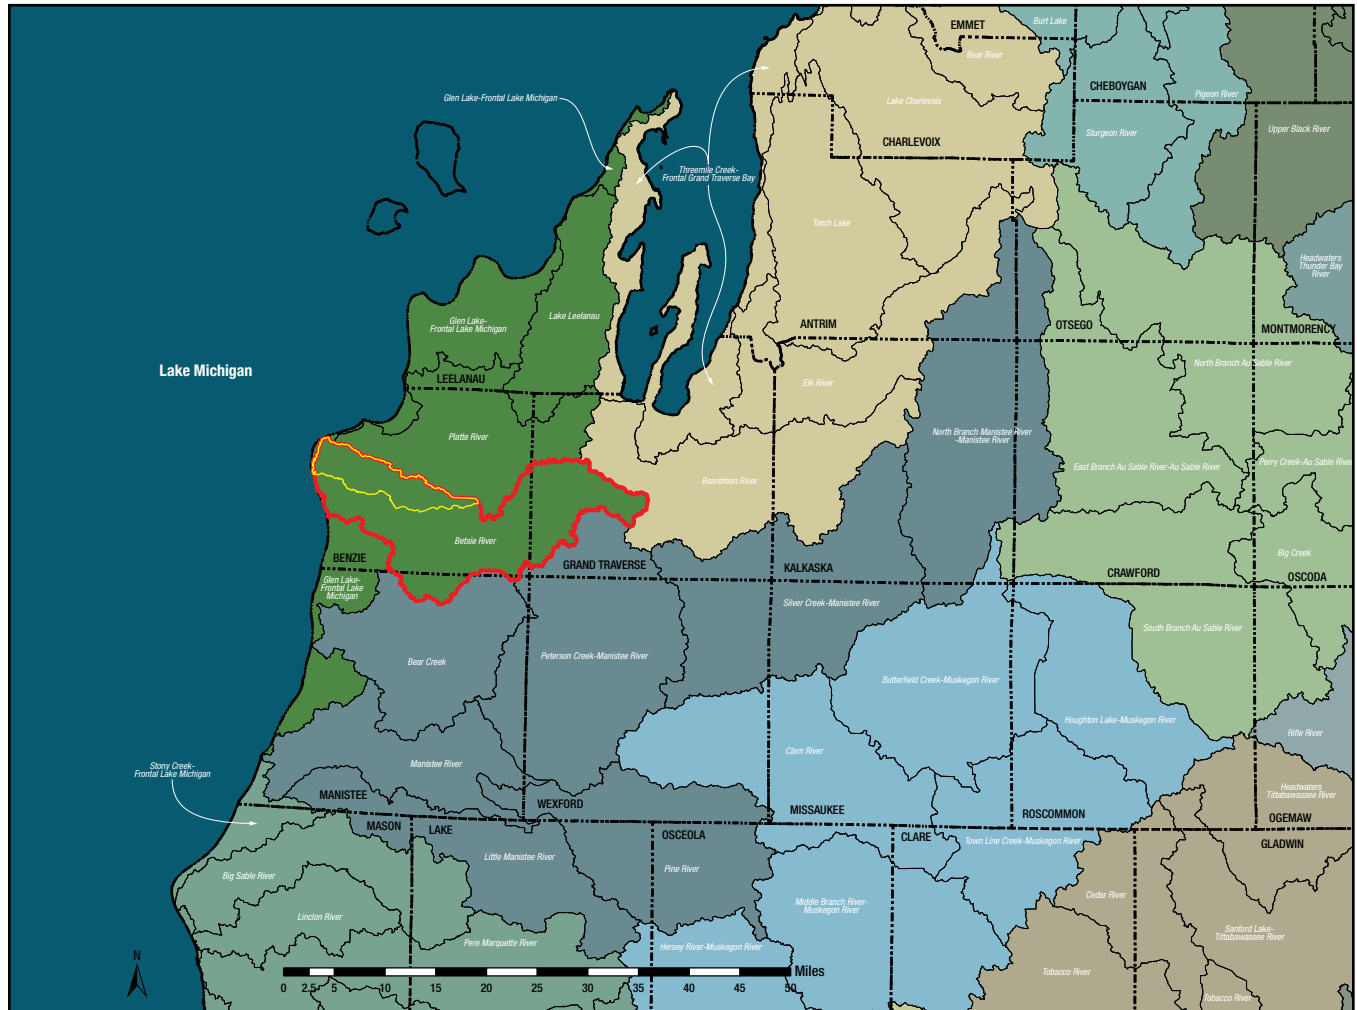 EMMET
Burt Lake
Bear River
CHEBOYGAN
Pigeon River
Glen Lake-Frontal Lake Michigan
Lake Charlevoix
Upper Black River
Sturgeon River
CHARLEVOIX
Threemile Creek-
Frontal Grand Traverse Bay
Torch Lake
Headwaters
Thunder Bay
River
Glen Lake-
Frontal Lake Michigan
Lake Leelanau
ANTRIM
OTSEGO
MONTMORENCY
North Branch Au Sable River
Lake Michigan
LEELANAU
Elk River
Platte River
North Branch Manistee River
-Manistee River
East Branch Au Sable River-Au Sable River
Perry Creek-Au Sable River
Boardman River
Betsie River
BENZIE
GRAND TRAVERSE
KALKASKA
CRAWFORD
Big Creek
OSCODA
Glen Lake-
Frontal Lake
Michigan
Silver Creek-Manistee River
South Branch Au Sable River
Bear Creek
Peterson Creek-Manistee River
Butterfield Creek-Muskegon River
Houghton Lake-Muskegon River
Rifle River
Clam River
Manistee River
Stony Creek-
Frontal Lake Michigan
Headwaters
Tittabawassee River
MANISTEE
WEXFORD
MISSAUKEE
ROSCOMMON
OGEMAW
MASON
LAKE
OSCEOLA
CLARE
Town Line Creek-Muskegon River
GLADWIN
Little Manistee River
Pine River
Big Sable River
Cedar River
Middle Branch River-
Muskegon River
Linclon River
Sanford Lake-
Tittabawassee River
Pere Marquette River
Hersey River-Muskegon River
N
Miles
Tobacco River
0 2.5 5 10 15 20 25 30 35 40 45 50
Tobacco River